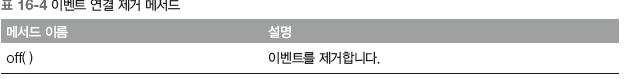 표 16-4 이벤트 연결 제거 메서드
메서드 이름 설명
off( ) 이벤트를 제거합니다.